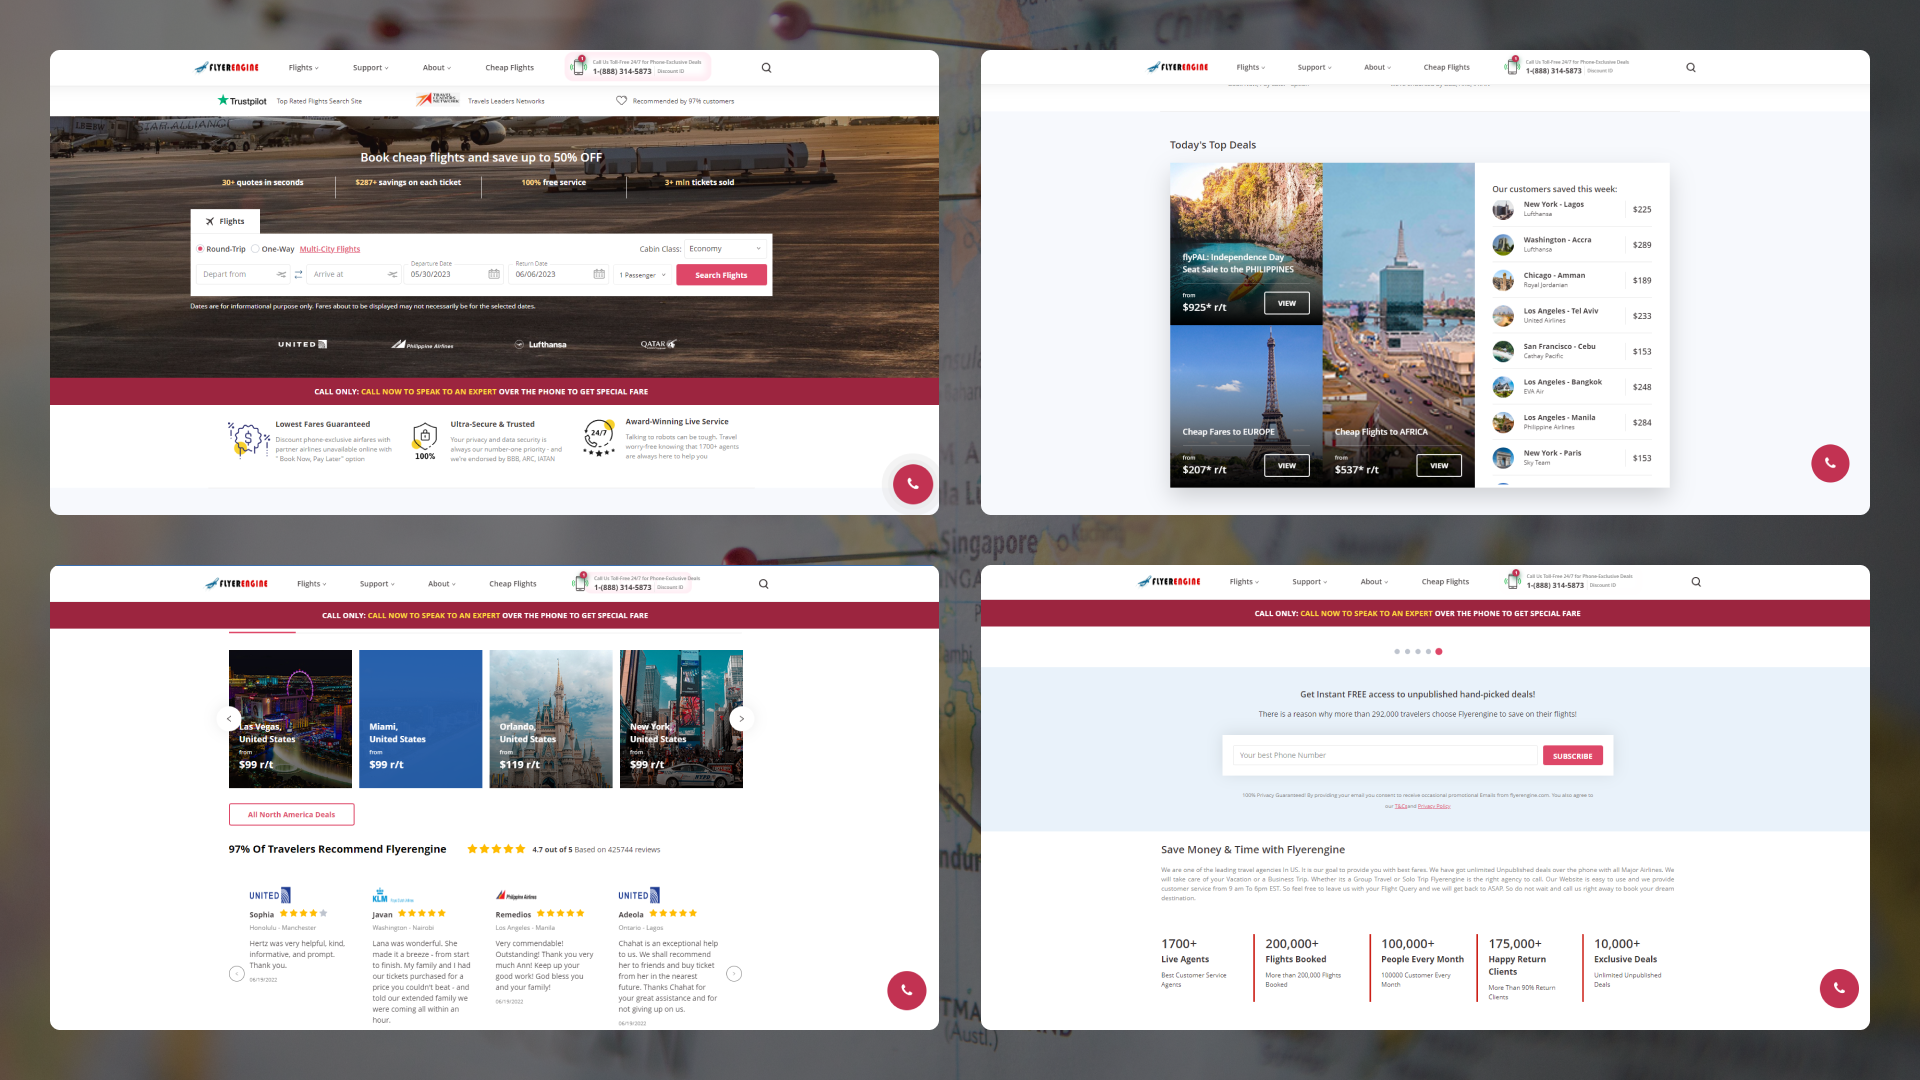 FLYERENGINE Flights Support About Cheap Flights
Call Us Toll-Free 24/7 for Phone-Exclusive Deals
1-(888) 314-5873 Discount ID
Trustpilot Top Rated Flights Search Site TRAVEL LEADERS NETWORK Travels Leaders Networks Recommended by 97% customers
Book cheap flights and save up to 50% OFF
30+ quotes in seconds $287+ savings on each ticket 100% free service 3+ mln tickets sold
Flights
Round-Trip One-Way Multi-City Flights Cabin Class: Economy
Departure Date Return Date
Depart from Arrive at 05/30/2023 06/06/2023 1 Passenger Search Flights
Dates are for informational purpose only. Fares about to be displayed may not necessarily be for the selected dates.
UNITED Philippine Airlines Lufthansa QATAR
CALL ONLY: CALL NOW TO SPEAK TO AN EXPERT OVER THE PHONE TO GET SPECIAL FARE
Lowest Fares Guaranteed
Discount phone-exclusive airfares with
partner airlines unavailable online with
" Book Now, Pay Later" option
100%
Ultra-Secure & Trusted
Your privacy and data security is
always our number-one priority - and
we're endorsed by BBB, ARC, IATAN
24/7
Award-Winning Live Service
Talking to robots can be tough. Travel
worry-free knowing that 1700+ agents
are always here to help you
FLYERENGINE Flights Support About Cheap Flights
Call Us Toll-Free 24/7 for Phone-Exclusive Deals
1-(888) 314-5873 Discount ID
Today's Top Deals
flyPAL: Independence Day
Seat Sale to the PHILIPPINES
from
$925* r/t VIEW
Cheap Fares to EUROPE
from
$207* r/t VIEW
Cheap Flights to AFRICA
from
$537* r/t VIEW
Our customers saved this week:
New York - Lagos
Lufthansa
$225
Washington - Accra
Lufthansa
$289
Chicago - Amman
Royal Jordanian
$189
Los Angeles - Tel Aviv
United Airlines
$233
San Francisco - Cebu
Cathay Pacific
$153
Los Angeles - Bangkok
EVA Air
$248
Los Angeles - Manila
Philippine Airlines
$284
New York - Paris
Sky Team
$153
FLYERENGINE Flights Support About Cheap Flights
Call Us Toll-Free 24/7 for Phone-Exclusive Deals
1-(888) 314-5873 Discount ID
CALL ONLY: CALL NOW TO SPEAK TO AN EXPERT OVER THE PHONE TO GET SPECIAL FARE
Las Vegas,
United States
from
$99 r/t
Miami,
United States
from
$99 r/t
Orlando,
United States
from
$119 r/t
New York,
United States
from
$99 r/t
All North America Deals
97% Of Travelers Recommend Flyerengine 4.7 out of 5 Based on 425744 reviews
UNITED
Sophia
Honolulu - Manchester
Hertz was very helpful, kind,
informative, and prompt.
Thank you.
06/19/2022
KLM
Javan
Washington - Nairobi
Lana was wonderful. She
made it a breeze - from start
to finish. My family and I had
our tickets purchased for a
price you couldn't beat - and
told our extended family we
were coming all within an
hour.
Philippine Airlines
Remedios
Los Angeles - Manila
Very commendable!
Outstanding! Thank you very
much Ann! Keep up your
good work! God bless you
and your family!
06/19/2022
UNITED
Adeola
Ontario - Lagos
Chahat is an exceptional help
to us. We shall recommend
her to friends and buy ticket
from her in the nearest
future. Thanks Chahat for
your great assistance and for
not giving up on us.
06/19/2022
FLYERENGINE Flights Support About Cheap Flights
Call Us Toll-Free 24/7 for Phone-Exclusive Deals
1-(888) 314-5873 Discount ID
CALL ONLY: CALL NOW TO SPEAK TO AN EXPERT OVER THE PHONE TO GET SPECIAL FARE
Get Instant FREE access to unpublished hand-picked deals!
There is a reason why more than 292,000 travelers choose Flyerengine to save on their flights!
Your best Phone Number SUBSCRIBE
100% Privacy Guaranteed! By providing your email you consent to receive occasional promotional Emails from flyerengine.com. You also agree to
our T&Cs and Privacy Policy
Save Money & Time with Flyerengine
We are one of the leading travel agencies in US. It is our goal to provide you with best fares. We have got unlimited Unpublished deals over the phone with all Major Airlines. We
will take care of your Vacation or a Business Trip. Whether its a Group Travel or Solo Trip Flyerengine is the right agency to call. Our Website is easy to use and we provide
customer service from 9 am To 6pm EST. So feel free to leave us with your Flight Query and we will get back to ASAP. So do not wait and call us right away to book your dream
destination.
1700+
Live Agents
Best Customer Service
Agents
200,000+
Flights Booked
More than 200,000 Flights
Booked
100,000+
People Every Month
100000 Customer Every
Month
175,000+
Happy Return
Clients
More Than 90% Return
Clients
10,000+
Exclusive Deals
Unlimited Unpublished
Deals
China
Singapore
Kuching
(Austl.)